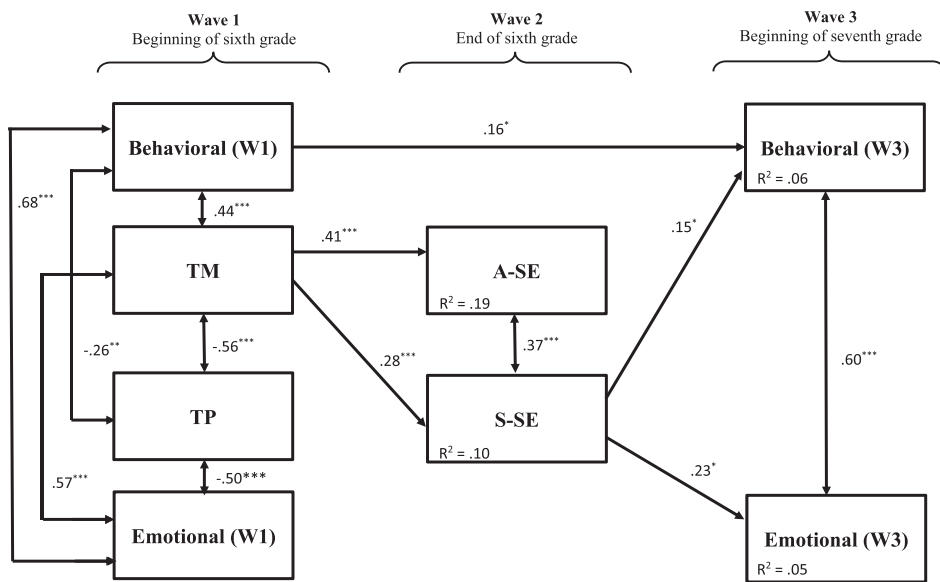 Wave 1
Beginning of sixth grade
Wave 2
End of sixth grade
Wave 3
Beginning of seventh grade
Behavioral (W1)
.16*
Behavioral (W3)
R² = .06
.68***
.44***
TM
.41***
A-SE
R² = .19
.15*
-.26**
-.56***
.28***
.37***
.60***
TP
S-SE
R² = .10
.57***
-.50***
.23*
Emotional (W1)
Emotional (W3)
R² = .05